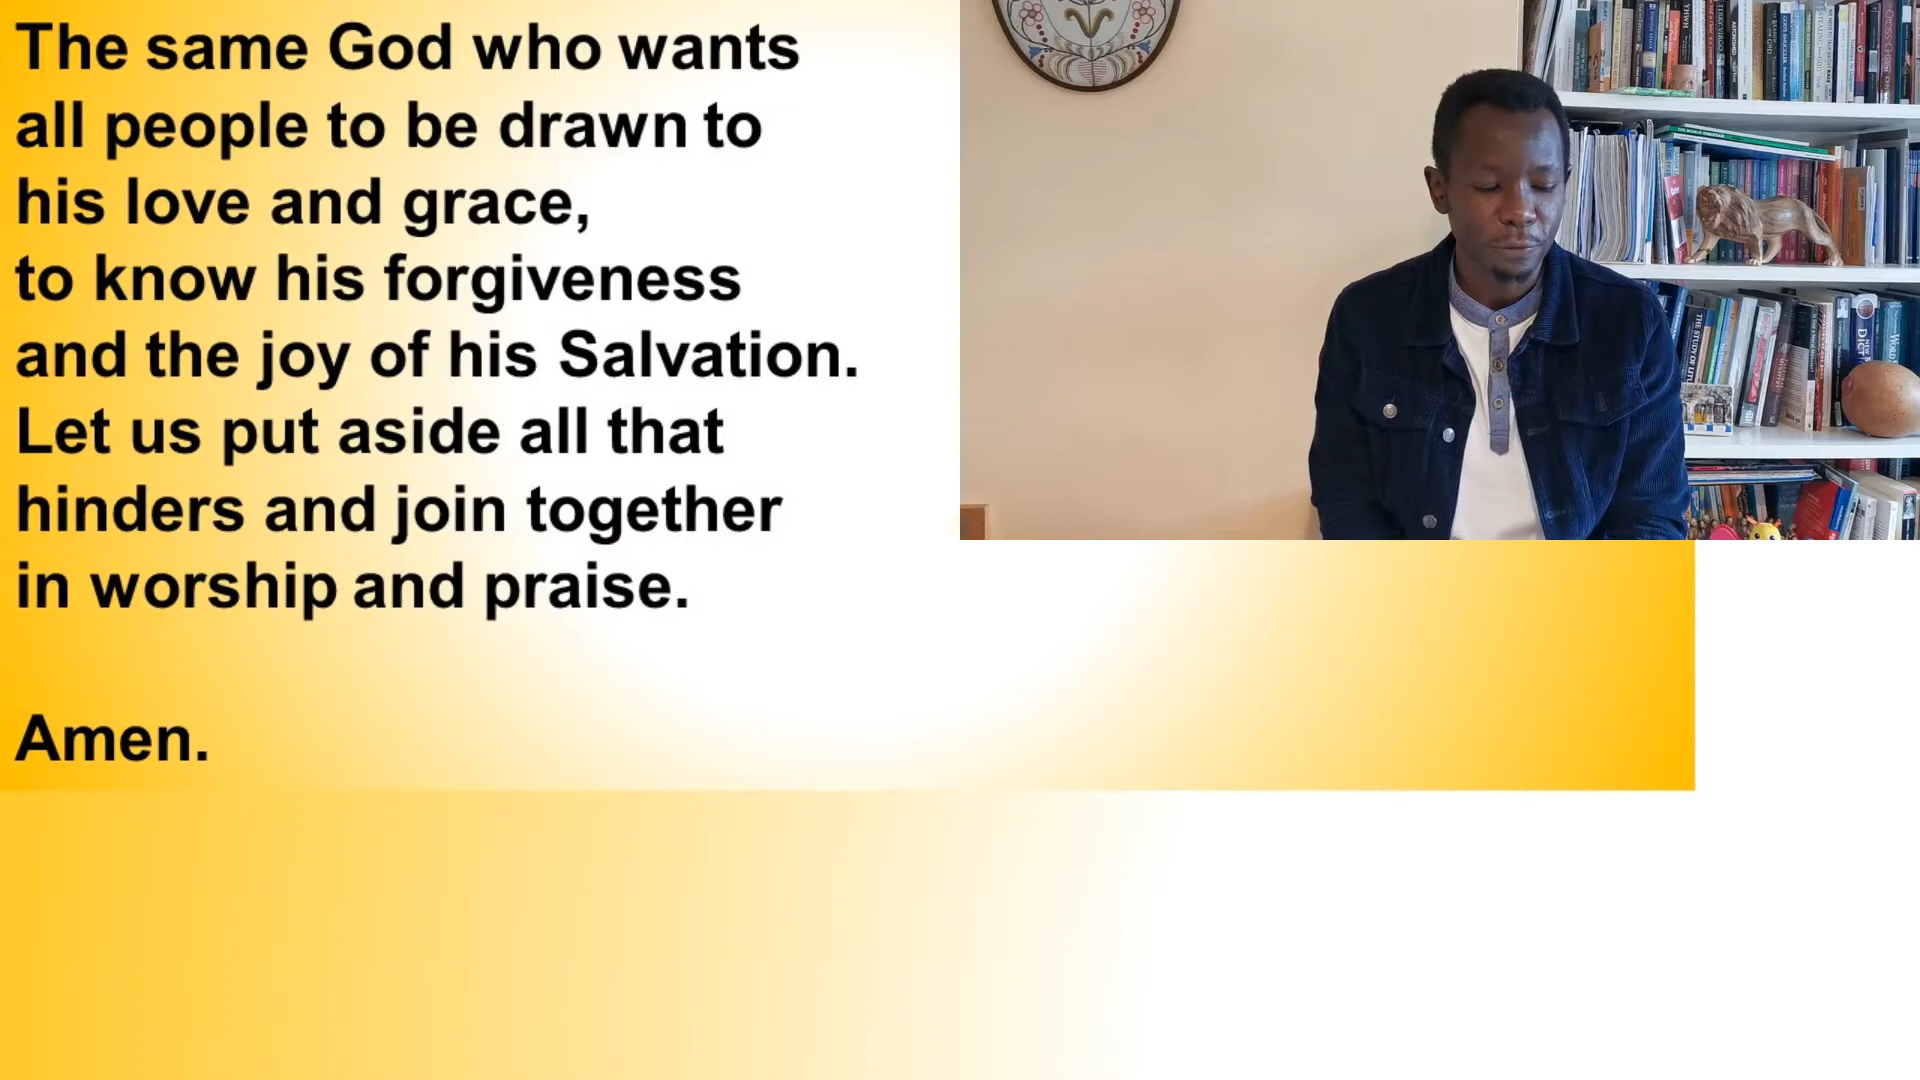 The same God who wants
all people to be drawn to
his love and grace,
to know his forgiveness
and the joy of his Salvation.
Let us put aside all that
hinders and join together
in worship and praise.
Amen.